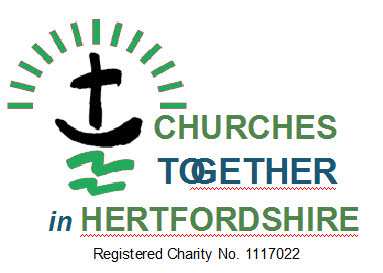 CHURCHES
TOGETHER
in HERTFORDSHIRE
Registered Charity No. 1117022